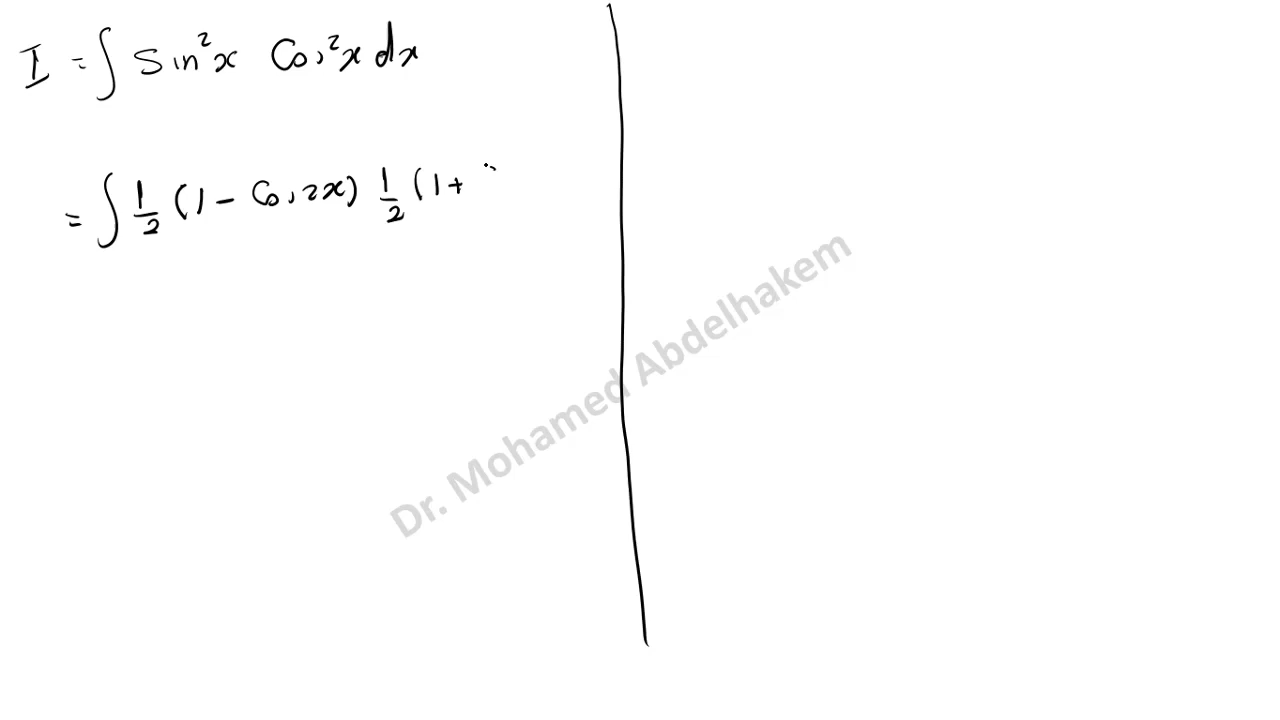 I = ∫ Sin²x Cos²x dx
= ∫ 1/2 (1 - Cos 2x) 1/2 (1 +
Dr. Mohamed Abdelhakem